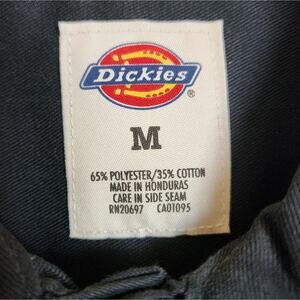 Dickies
®
M
65% POLYESTER/35% COTTON
MADE IN HONDURAS
CARE IN SIDE SEAM
RN20697 CA01095